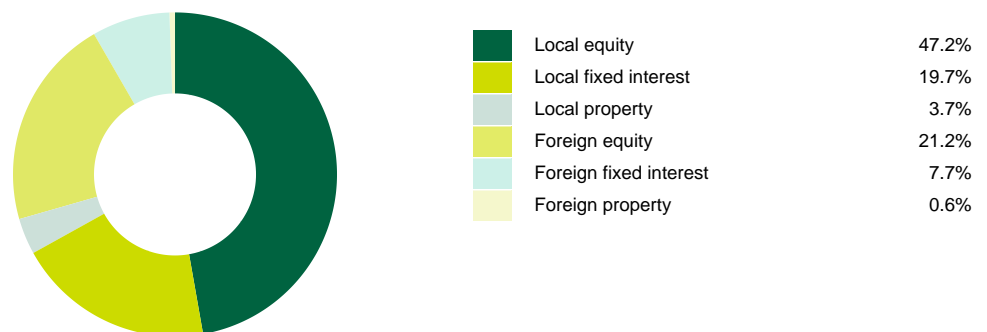 Local equity 47.2%
Local fixed interest 19.7%
Local property 3.7%
Foreign equity 21.2%
Foreign fixed interest 7.7%
Foreign property 0.6%